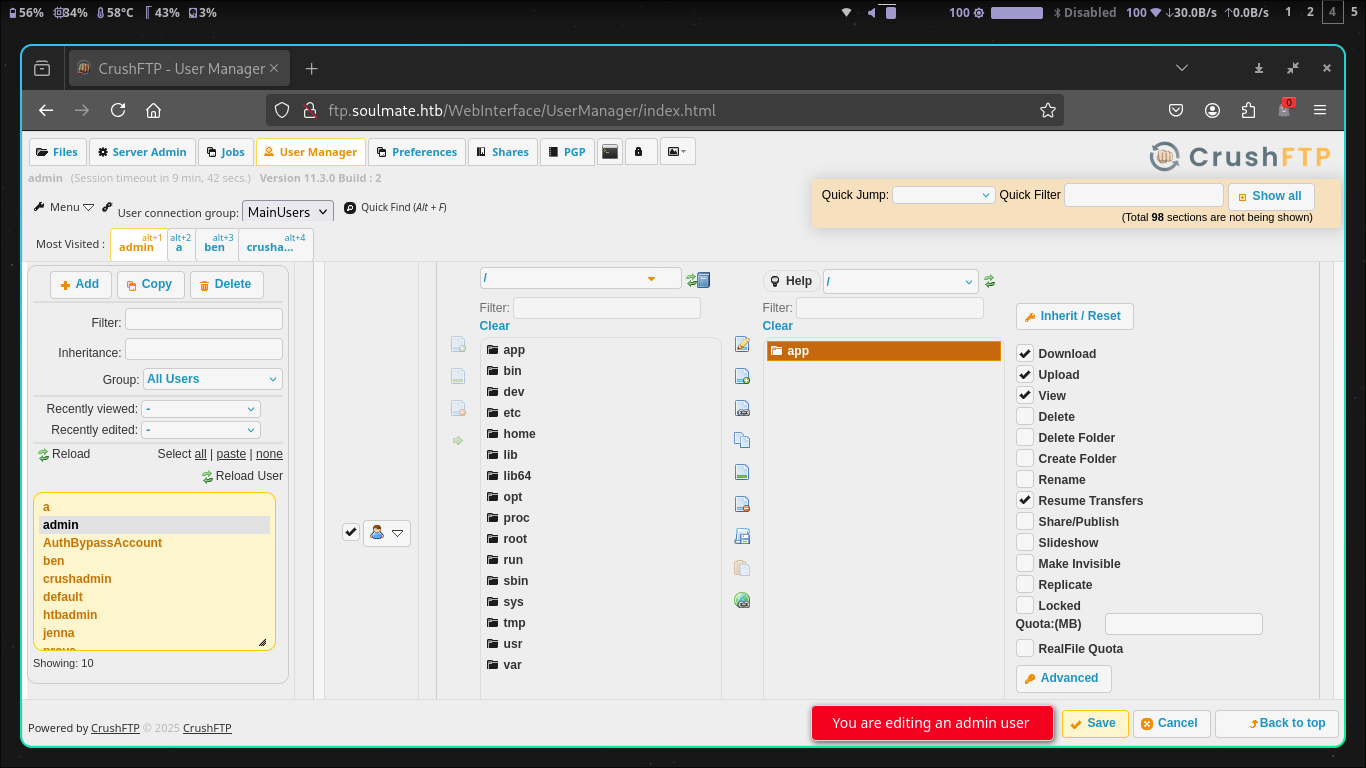 56% 34% 58°C 43% 3% 100 Disabled 100 ↓30.0B/s ↑0.0B/s 1 2 4 5
CrushFTP - User Manager
ftp.soulmate.htb/WebInterface/UserManager/index.html
0
Files Server Admin Jobs User Manager Preferences Shares PGP
CrushFTP
admin (Session timeout in 9 min, 42 secs.) Version 11.3.0 Build : 2
Quick Jump: Quick Filter Show all
(Total 98 sections are not being shown)
Menu User connection group: MainUsers Quick Find (Alt + F)
Most Visited : admin alt+1 a alt+2 ben alt+3 crusha... alt+4
Add Copy Delete
Filter:
Inheritance:
Group: All Users
Recently viewed: -
Recently edited: -
Reload Select all | paste | none
Reload User
a
admin
AuthBypassAccount
ben
crushadmin
default
htbadmin
jenna
Showing: 10
/
Filter:
Clear
app
bin
dev
etc
home
lib
lib64
opt
proc
root
run
sbin
sys
tmp
usr
var
Help /
Filter:
Clear
app
Inherit / Reset
Download
Upload
View
Delete
Delete Folder
Create Folder
Rename
Resume Transfers
Share/Publish
Slideshow
Make Invisible
Replicate
Locked
Quota:(MB)
RealFile Quota
Advanced
Powered by CrushFTP © 2025 CrushFTP
You are editing an admin user
Save Cancel Back to top